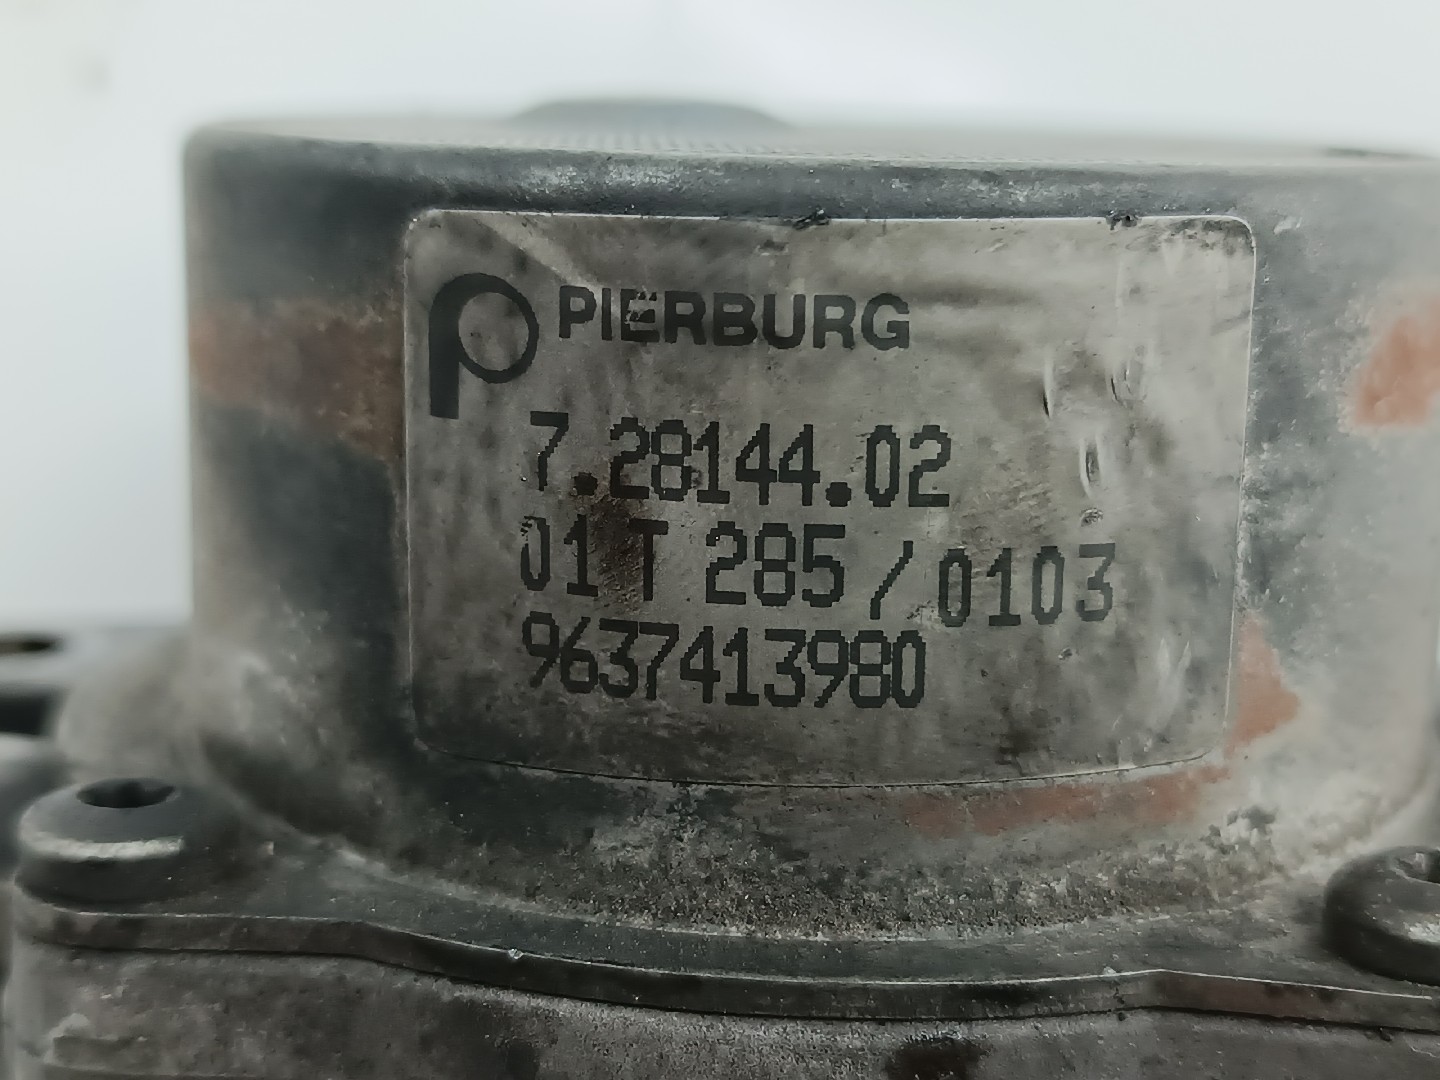 PIERBURG
7.28144.02
01 T 285 / 0103
9637413980